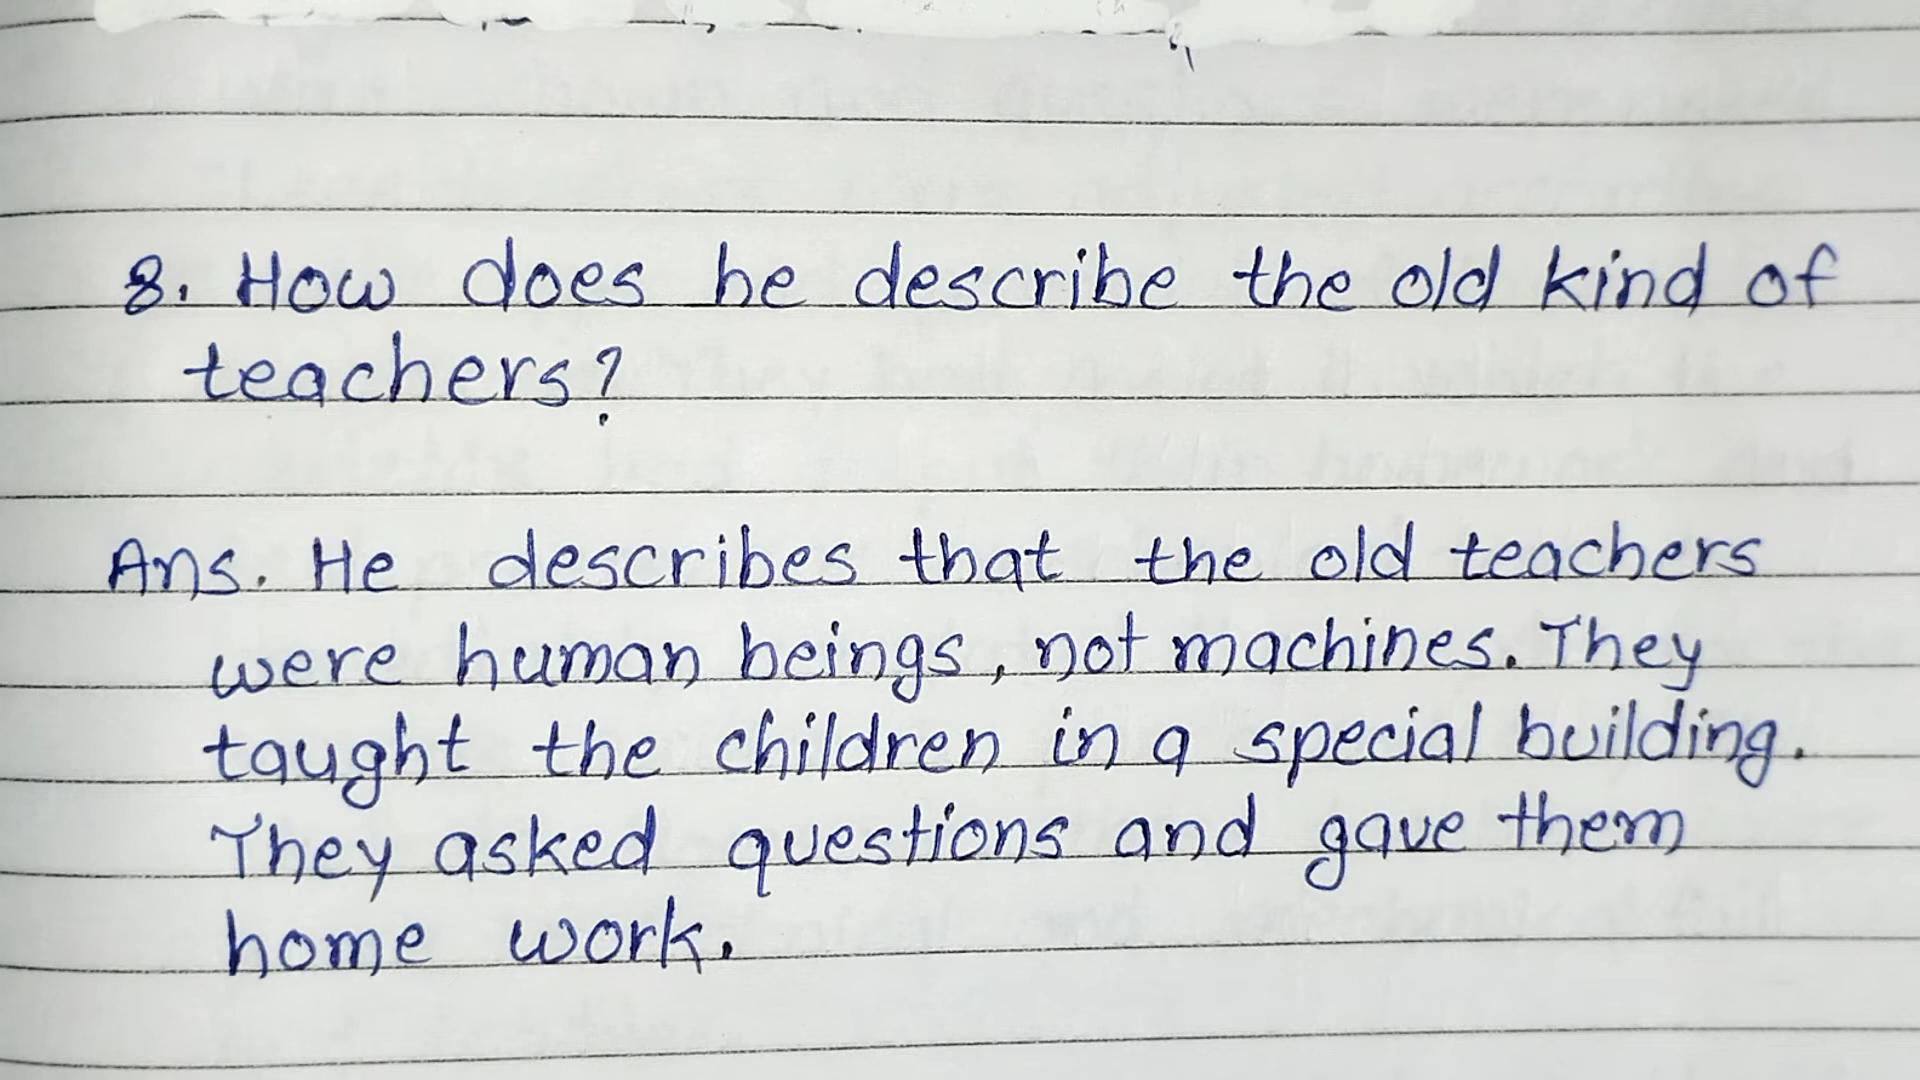 8. How does he describe the old kind of
teachers?
Ans. He describes that the old teachers
were human beings, not machines. They
taught the children in a special building.
They asked questions and gave them
home work.